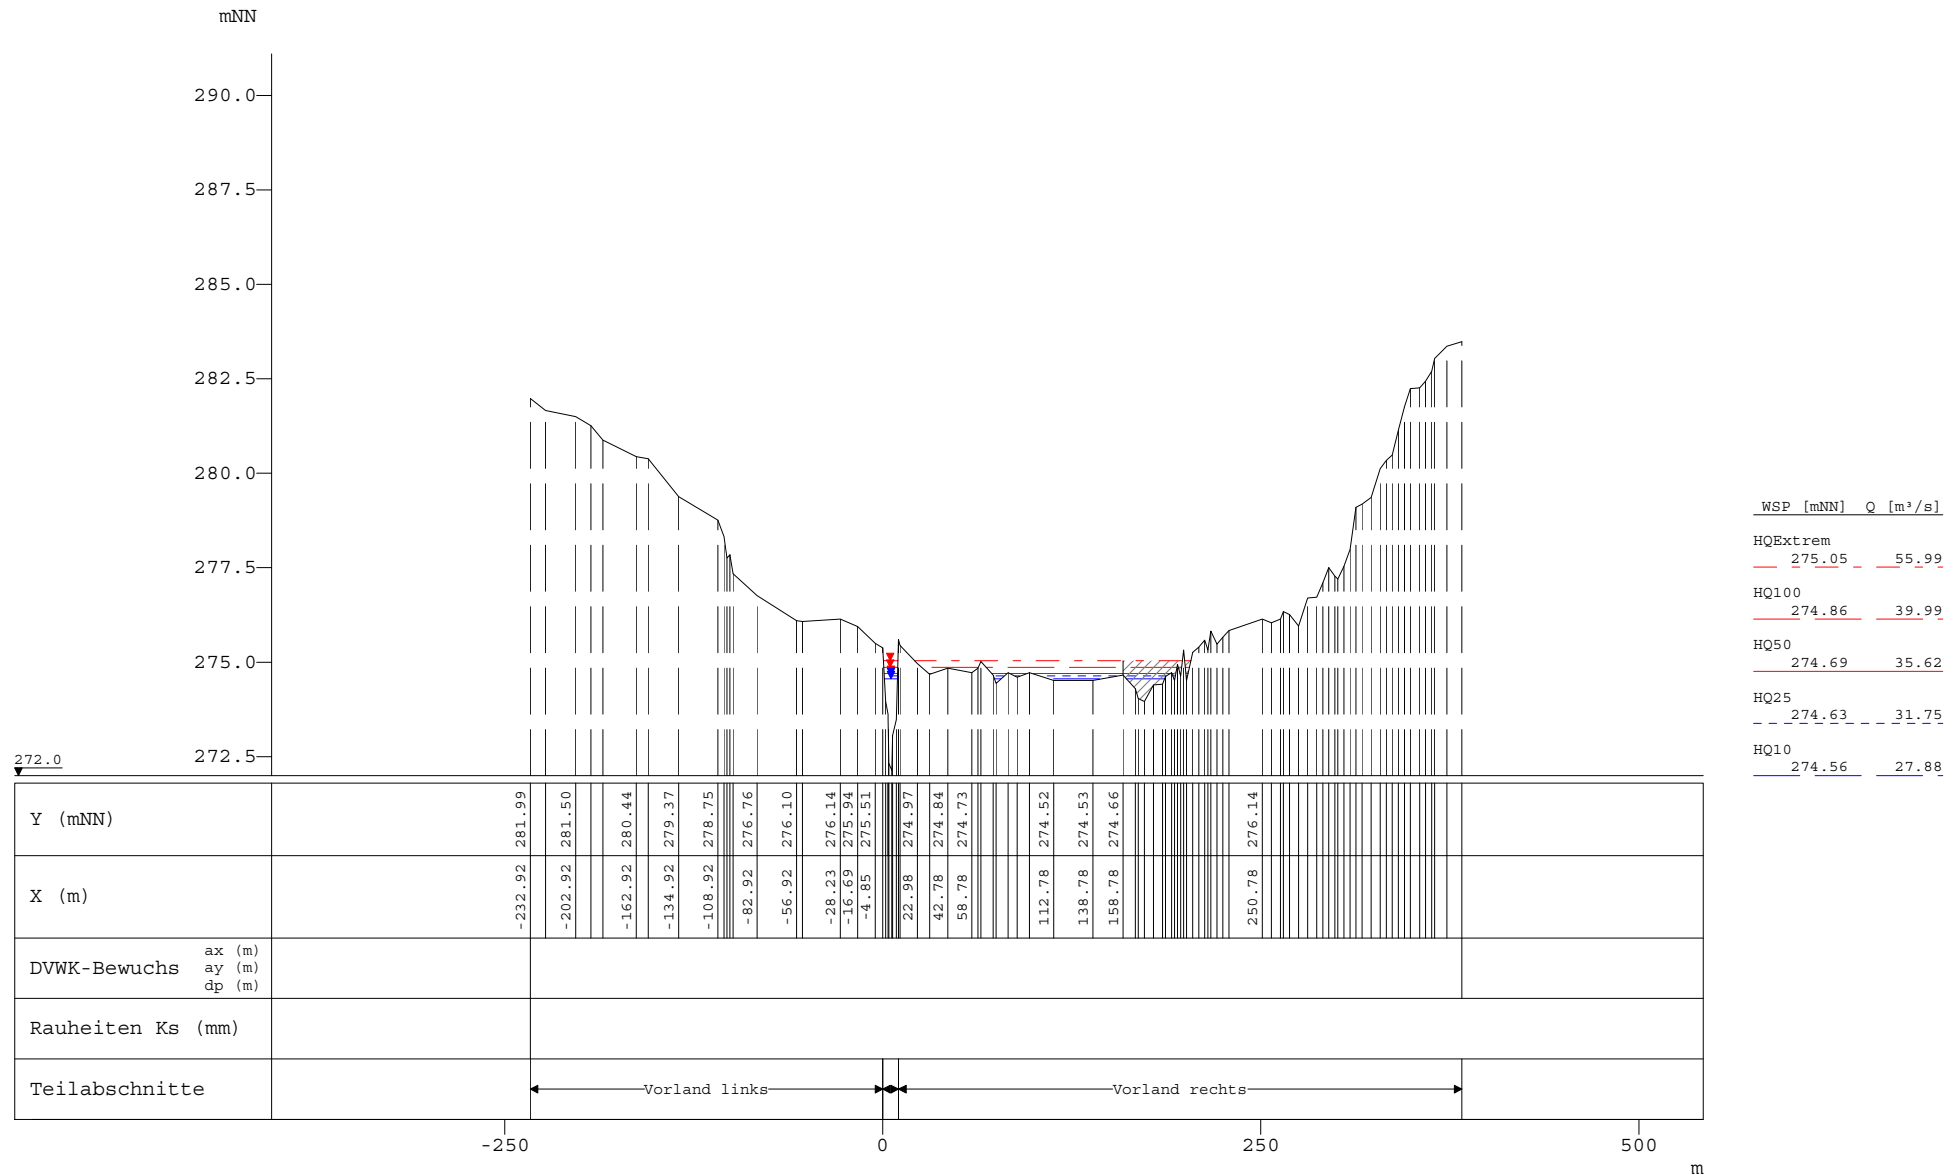 mNN
290.0
287.5
285.0
282.5
280.0
277.5
275.0
272.5
272.0
WSP [mNN] Q [m³/s]
HQExtrem
275.05 55.99
HQ100
274.86 39.99
HQ50
274.69 35.62
HQ25
274.63 31.75
HQ10
274.56 27.88
Y (mNN)
281.99 281.50 280.44 279.37 278.75 276.76 276.10 276.14 275.94 275.51 274.97 274.84 274.73 274.52 274.53 274.66 276.14
X (m)
-232.92 -202.92 -162.92 -134.92 -108.92 -82.92 -56.92 -28.23 -16.69 -4.85 22.98 42.78 58.78 112.78 138.78 158.78 250.78
DVWK-Bewuchs
ax (m)
ay (m)
dp (m)
Rauheiten Ks (mm)
Teilabschnitte
Vorland links Vorland rechts
-250 0 250 500
m